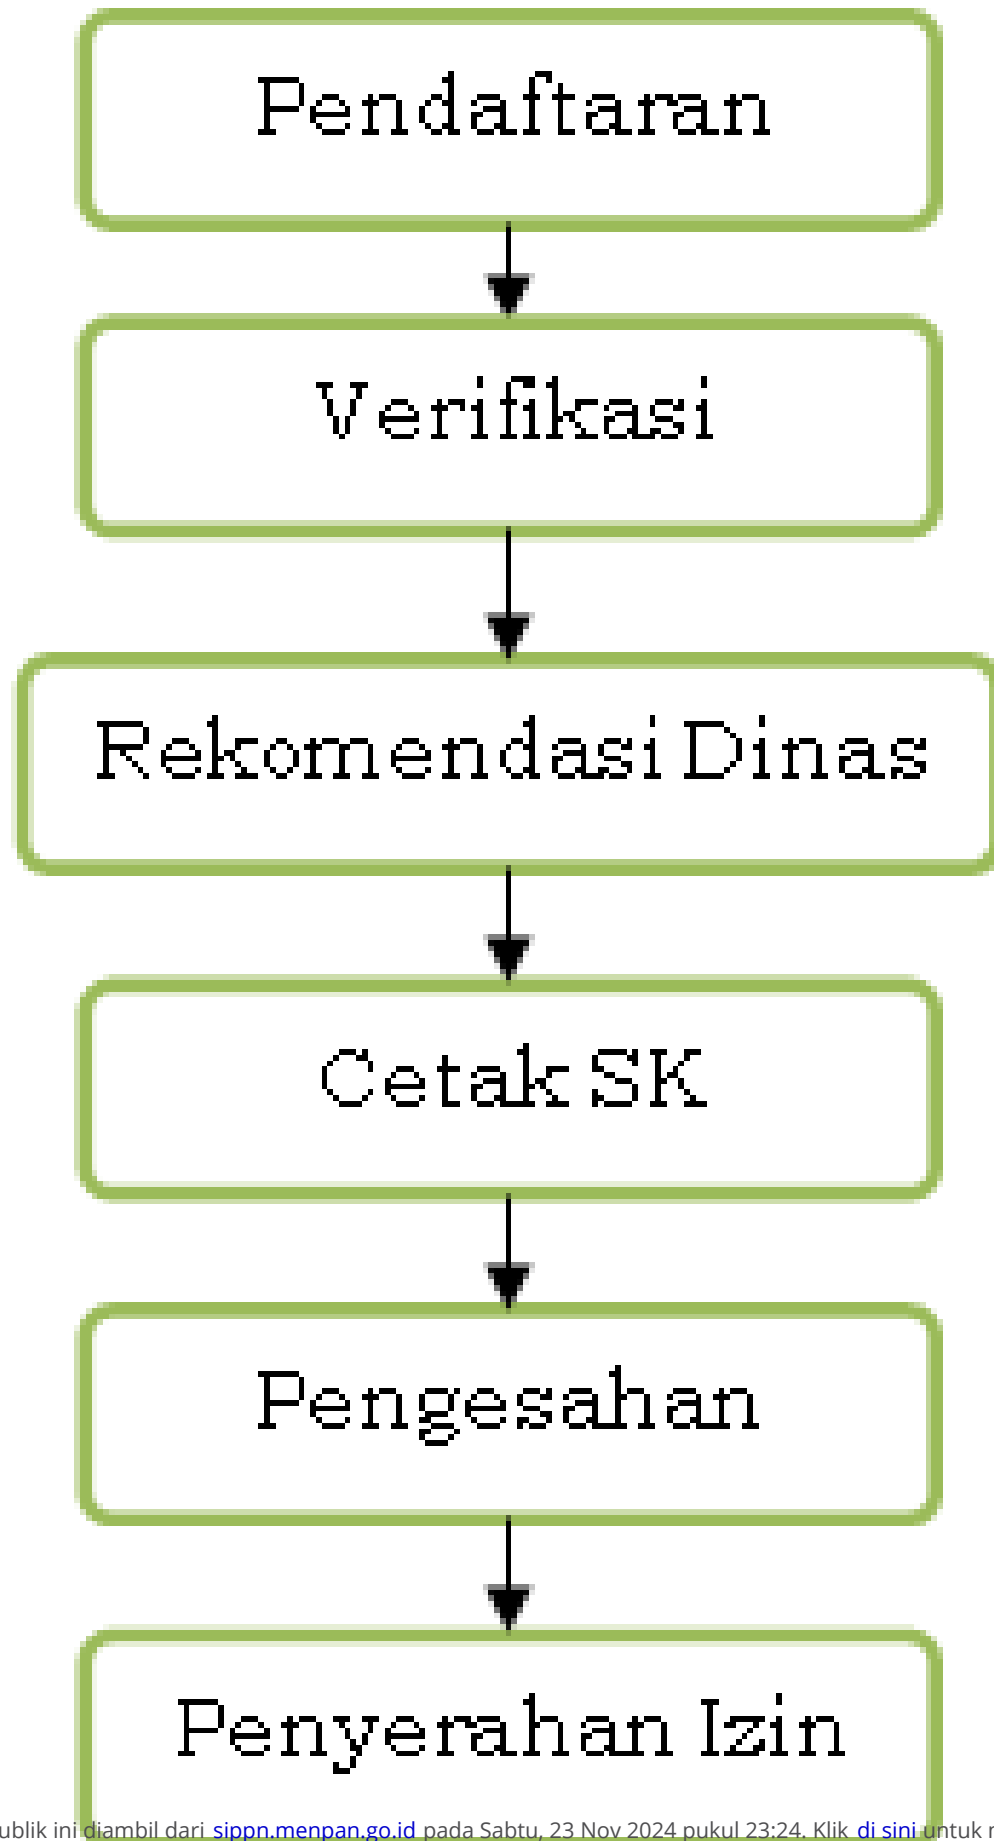 Pendaftaran
Verifikasi
Rekomendasi Dinas
Cetak SK
Pengesahan
Penyerahan Izin
ublik ini diambil dari sippn.menpan.go.id pada Sabtu, 23 Nov 2024 pukul 23:24. Klik di sini untuk